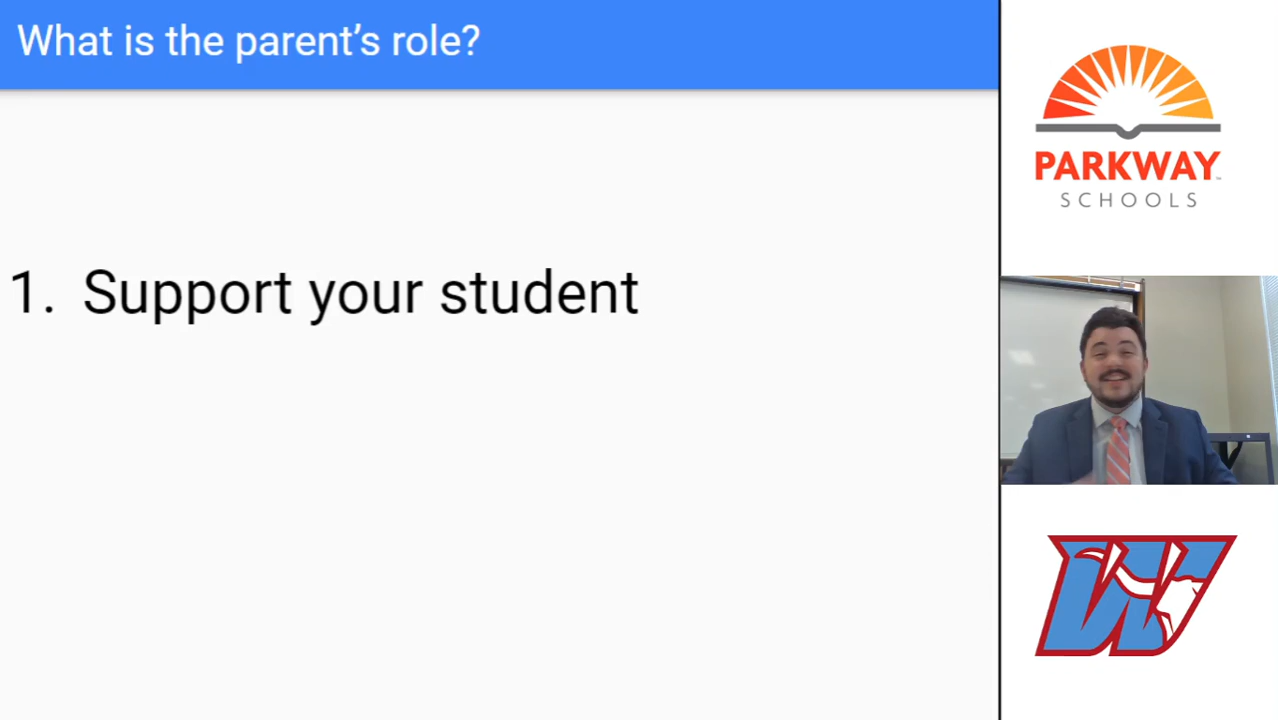 What is the parent’s role?
1. Support your student
PARKWAY
SCHOOLS
W